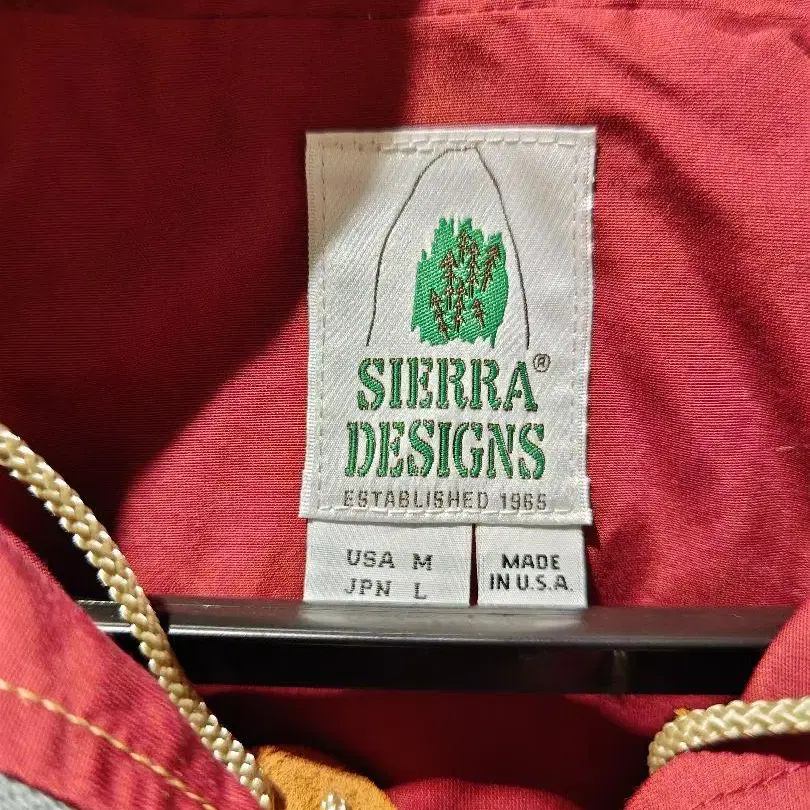 SIERRA®
DESIGNS
ESTABLISHED 1965
USA M
JPN L
MADE
IN U.S.A.